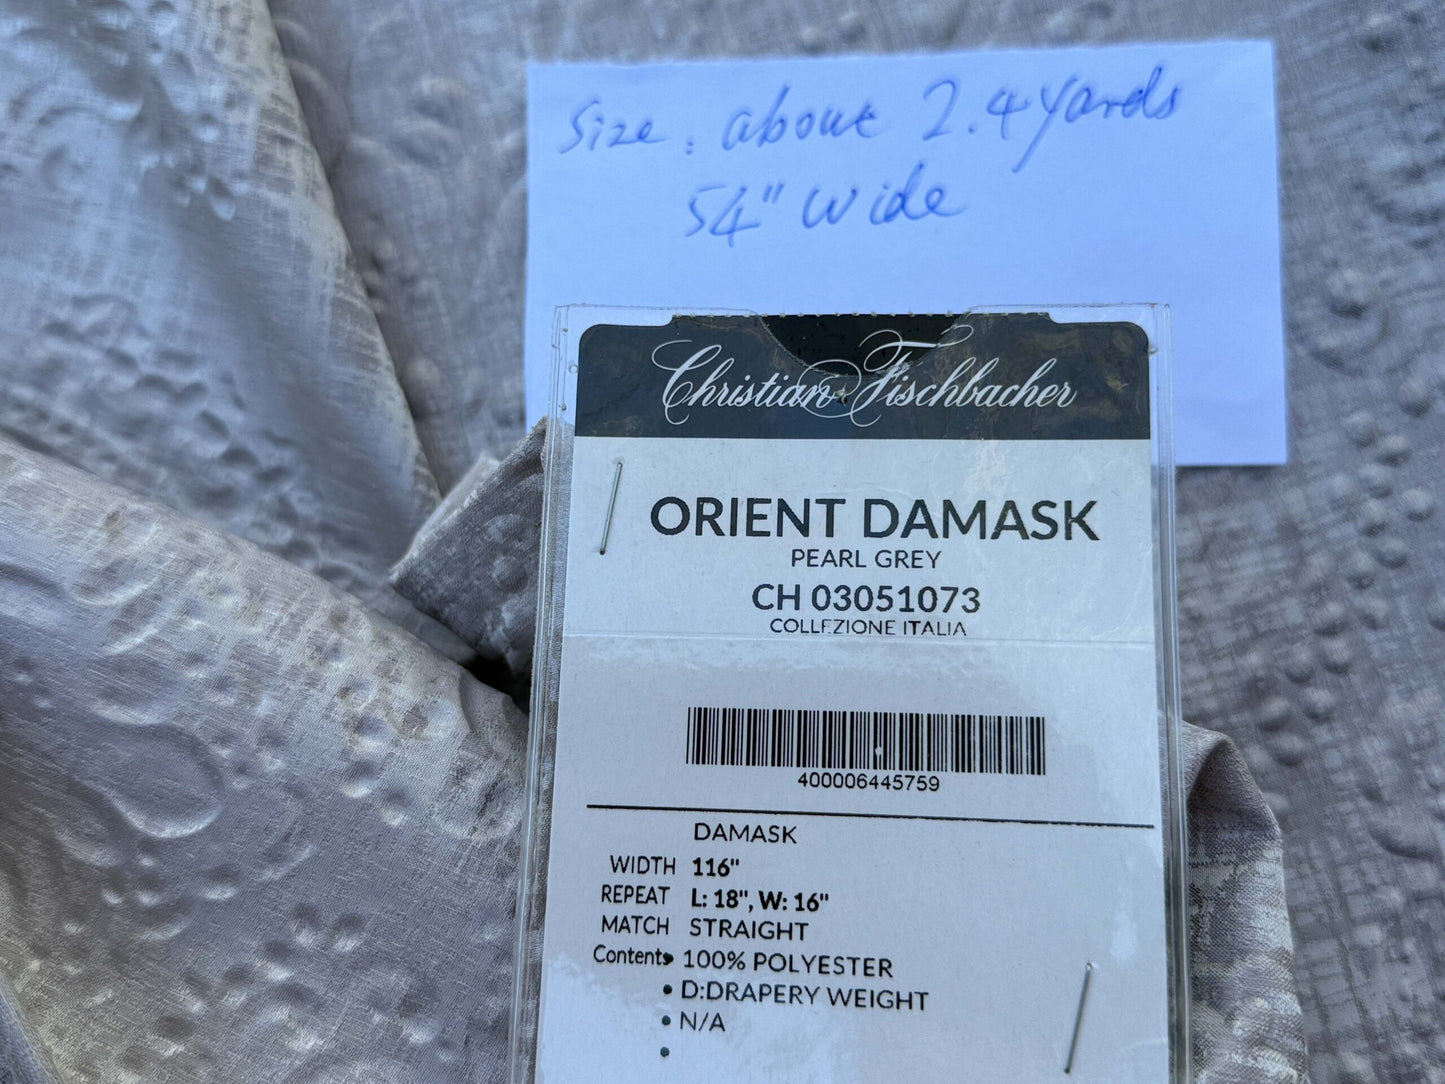 Size: about 2.4 yards
54" wide
Christian Fischbacher
ORIENT DAMASK
PEARL GREY
CH 03051073
COLLEZIONE ITALIA
400006445759
DAMASK
WIDTH 116"
REPEAT L: 18", W: 16"
MATCH STRAIGHT
Contents • 100% POLYESTER
• D:DRAPERY WEIGHT
• N/A
•